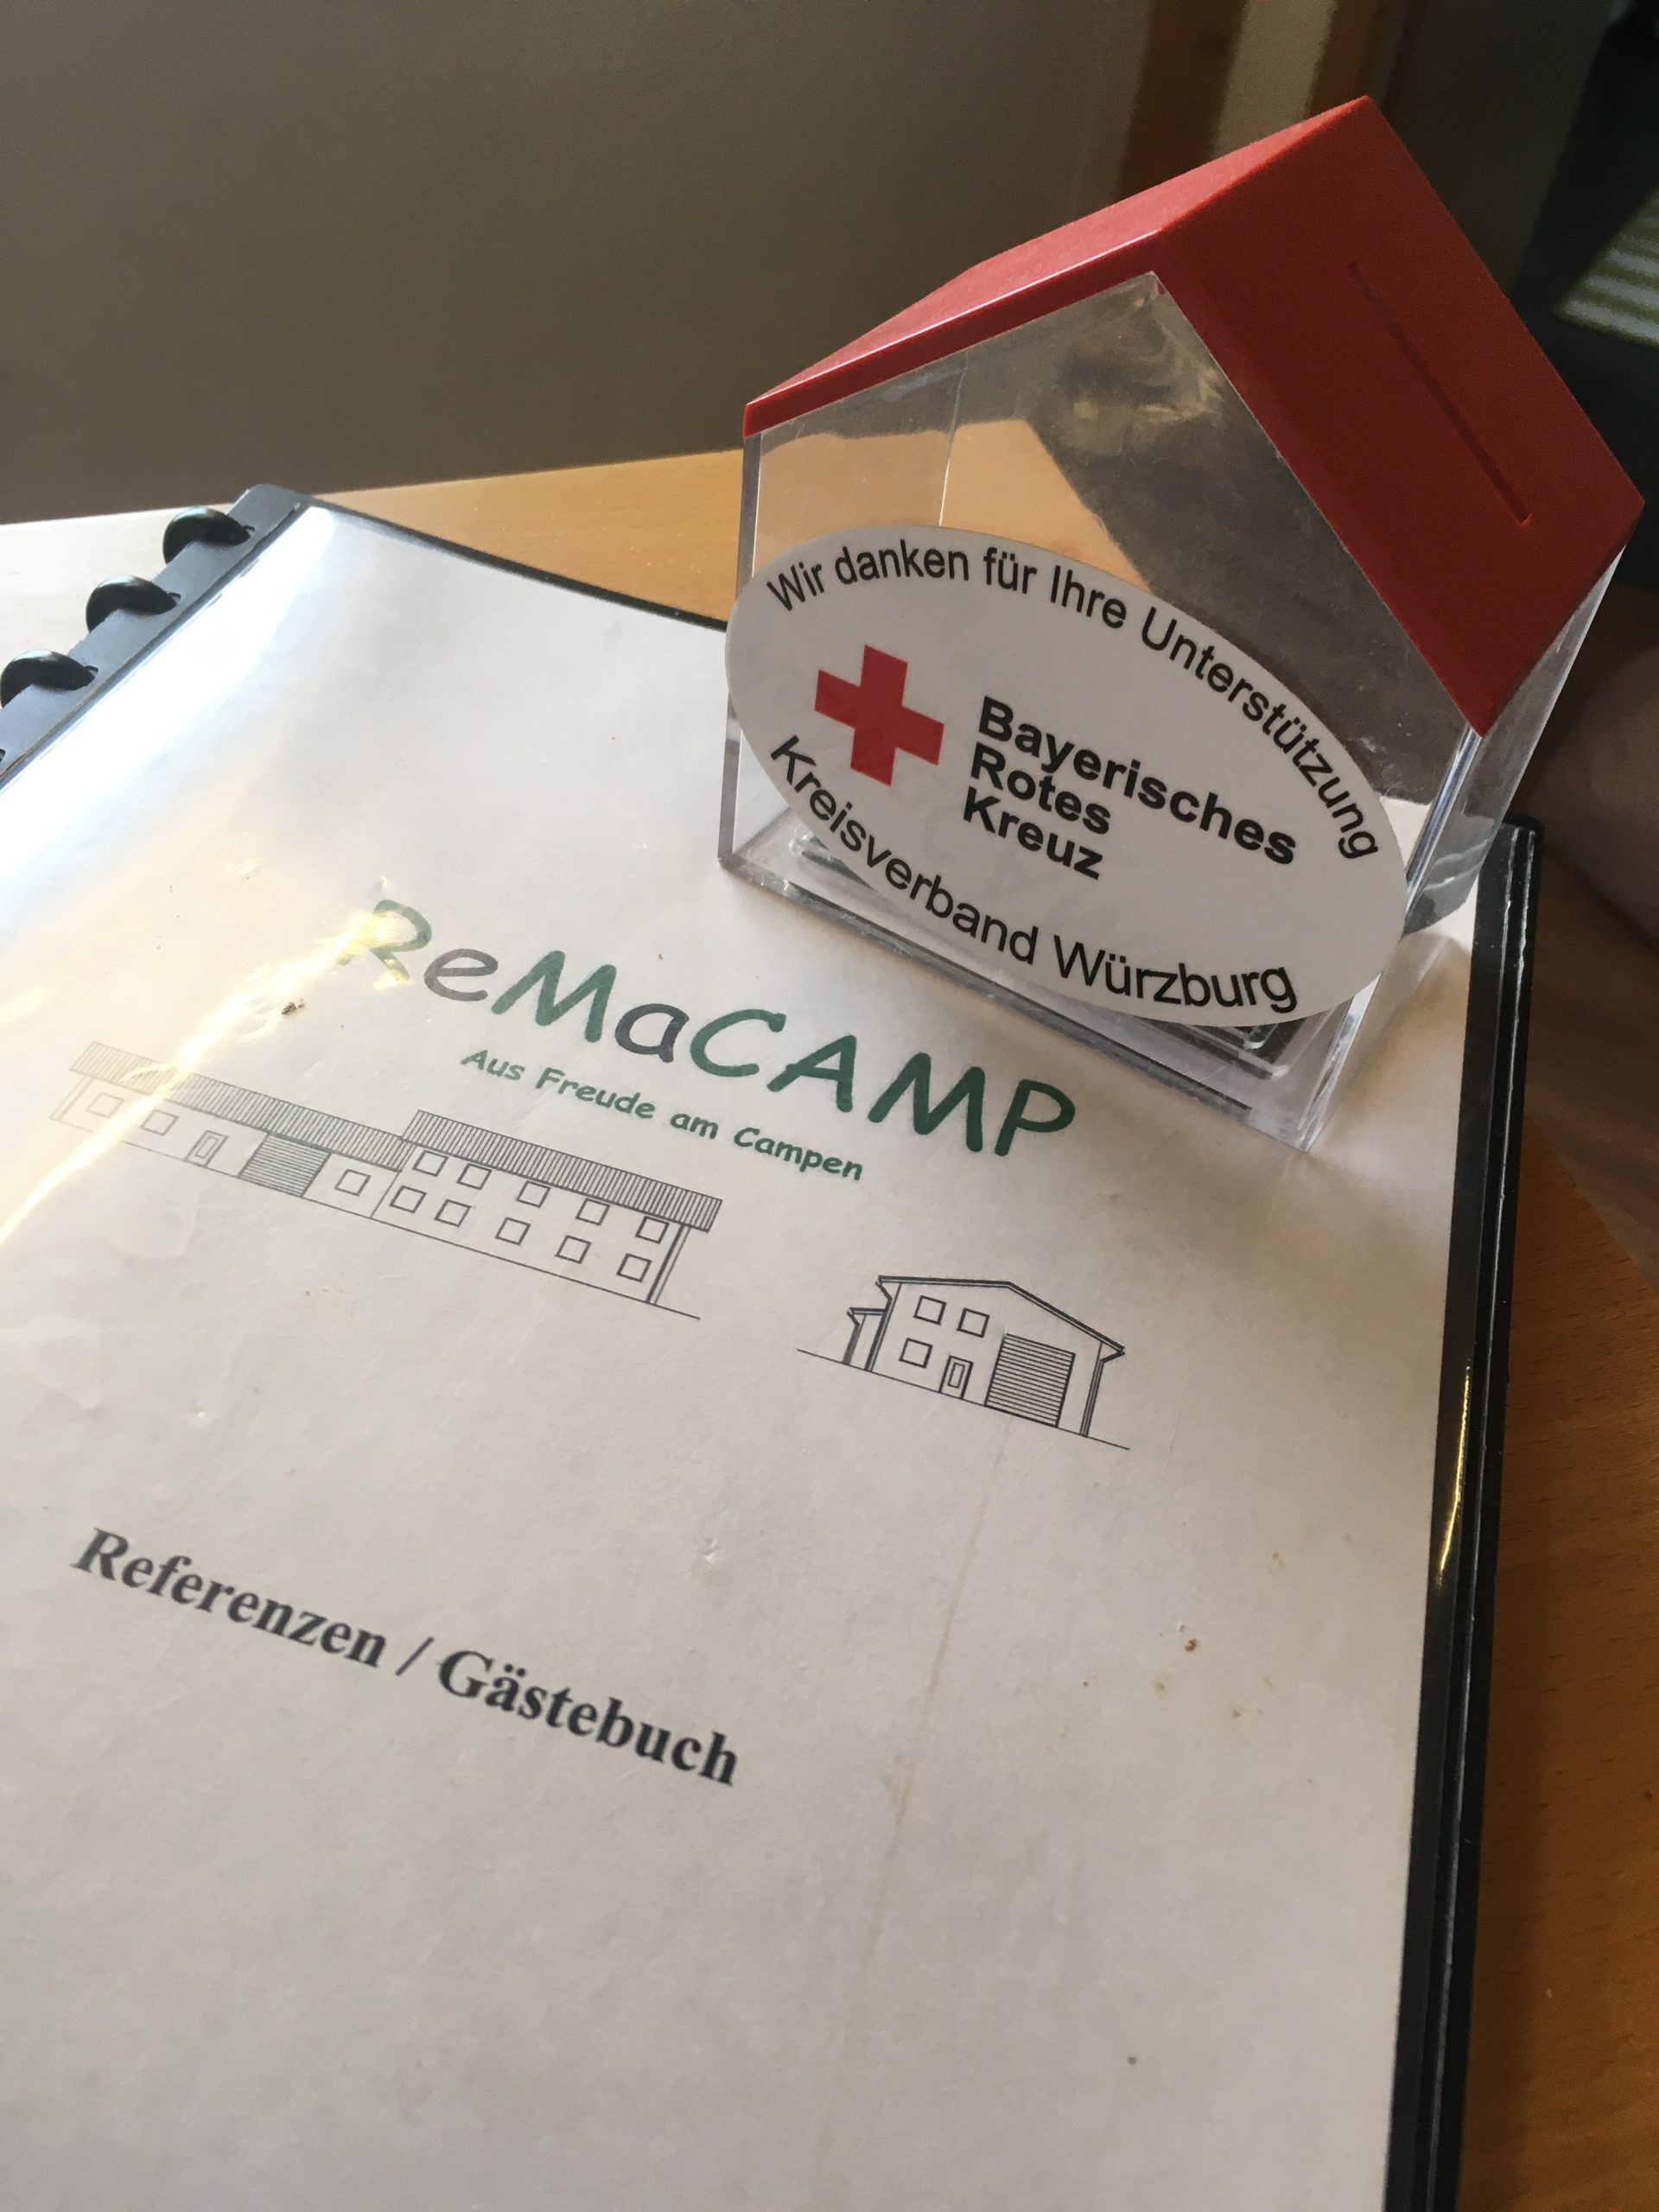 Wir danken für Ihre Unterstützung
Bayerisches
Rotes
Kreuz
Kreisverband Würzburg
ReMaCAMP
Aus Freude am Campen
Referenzen / Gästebuch